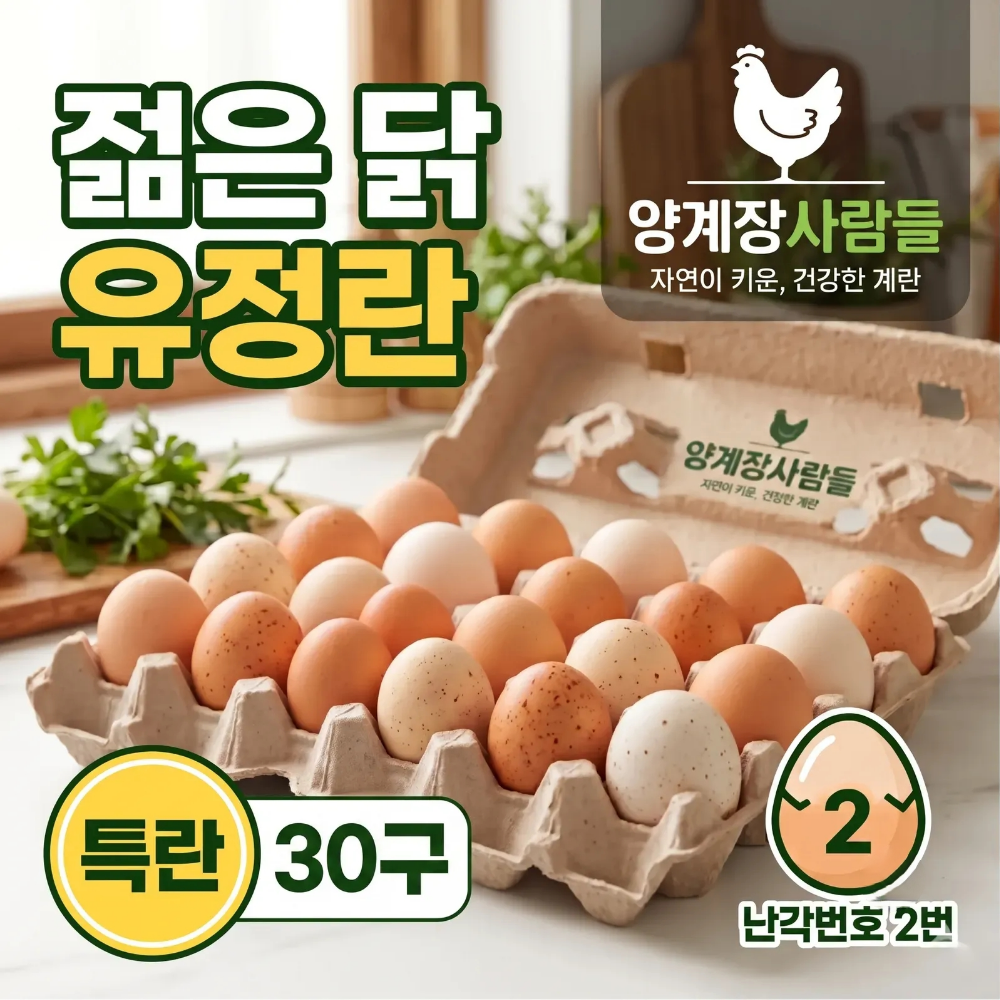 젊은 닭
유정란
양계장사람들
자연이 키운, 건강한 계란
양계장사람들
자연이 키운, 건정한 계란
특란
30구
2
난각번호 2번